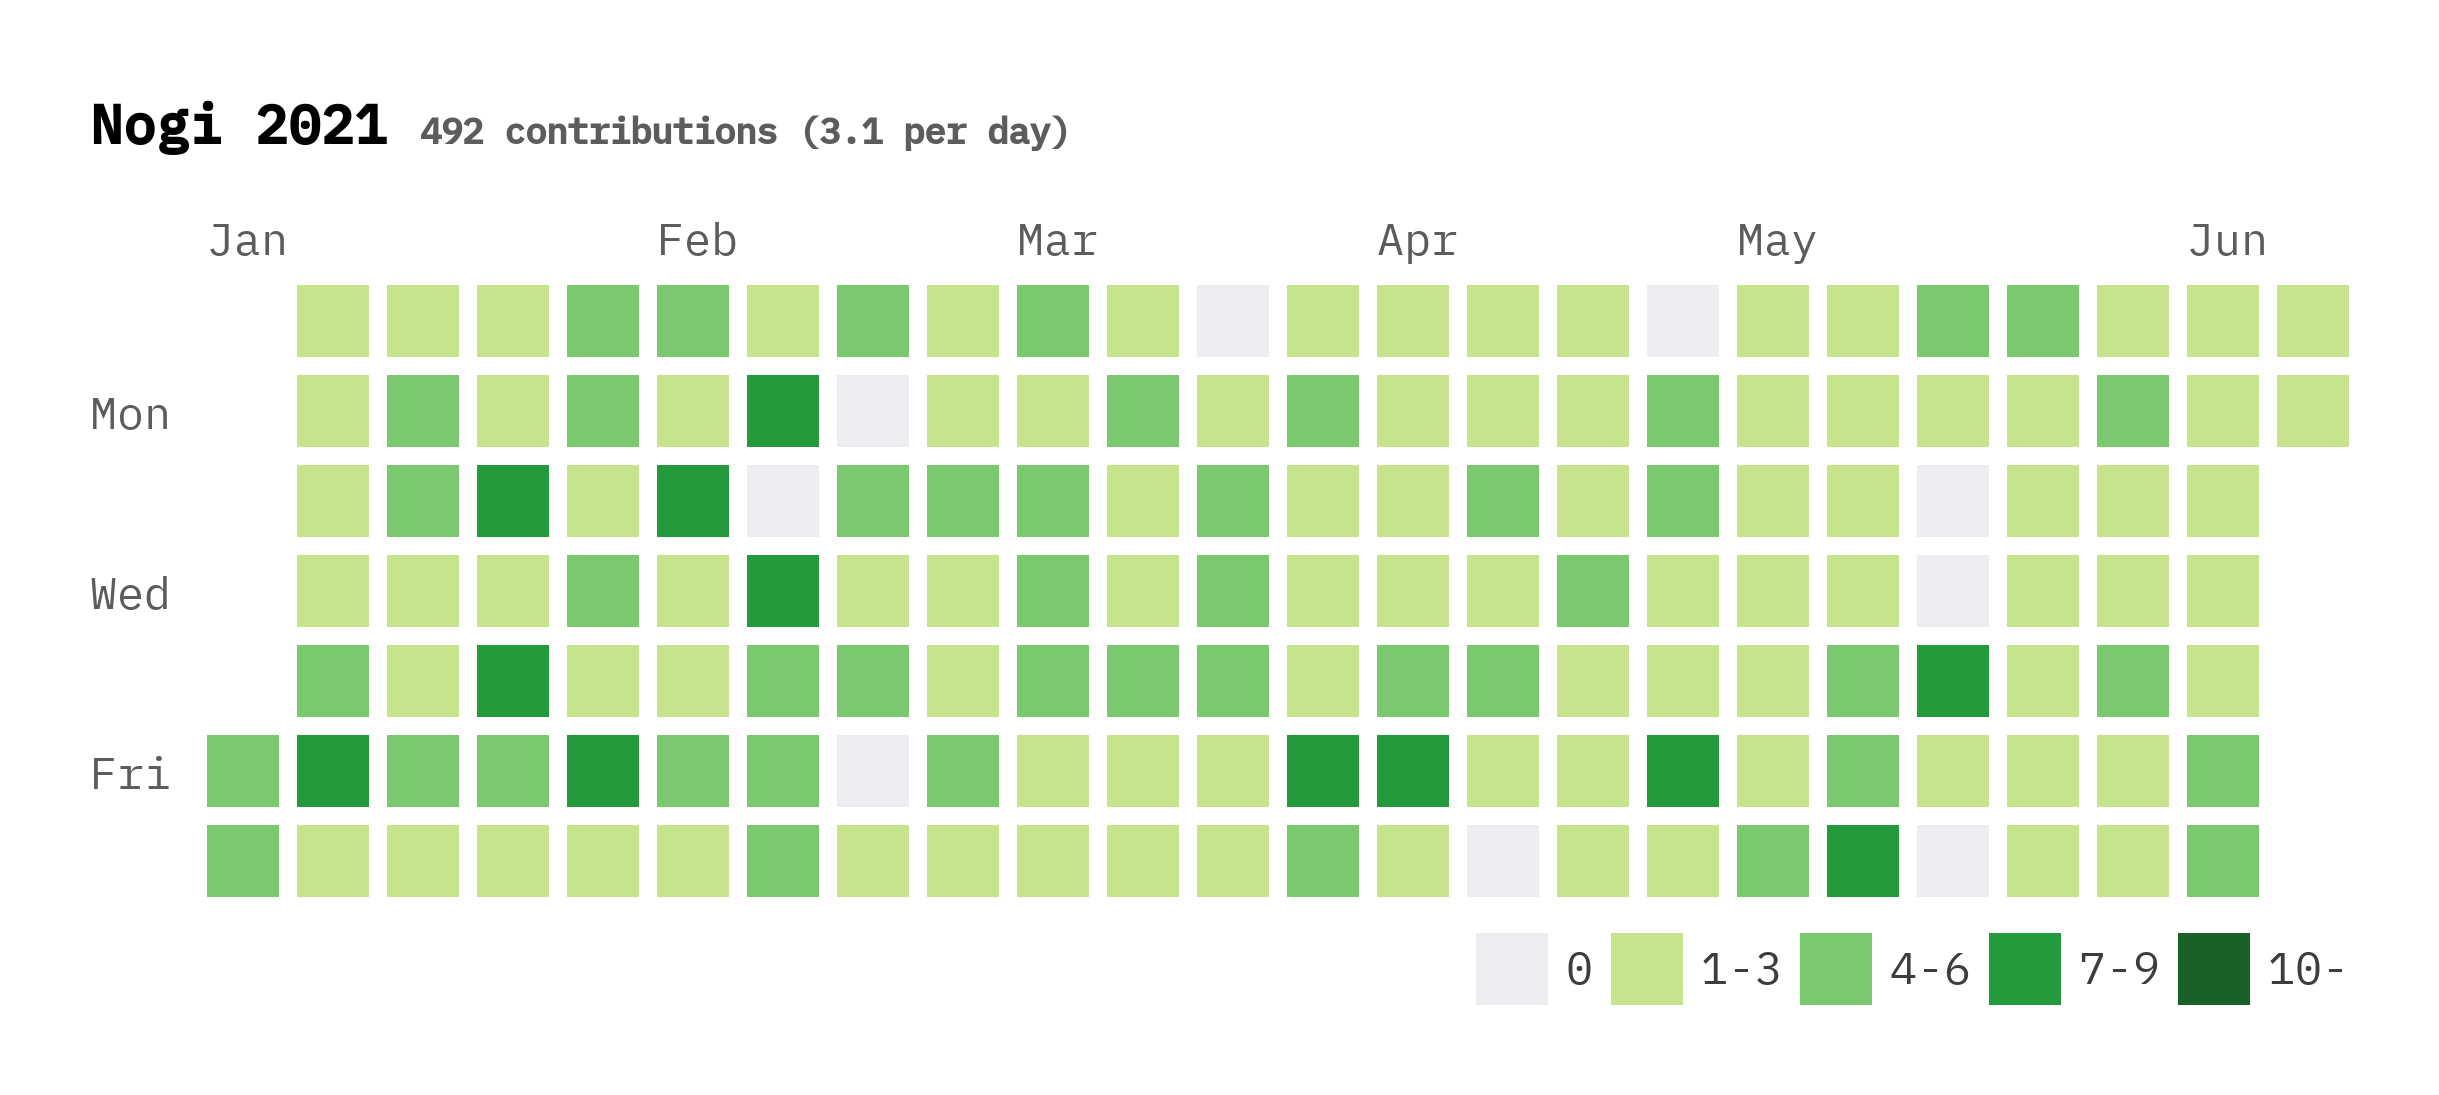 Nogi 2021 492 contributions (3.1 per day)
Jan Feb Mar Apr May Jun
Mon
Wed
Fri
0 1-3 4-6 7-9 10-